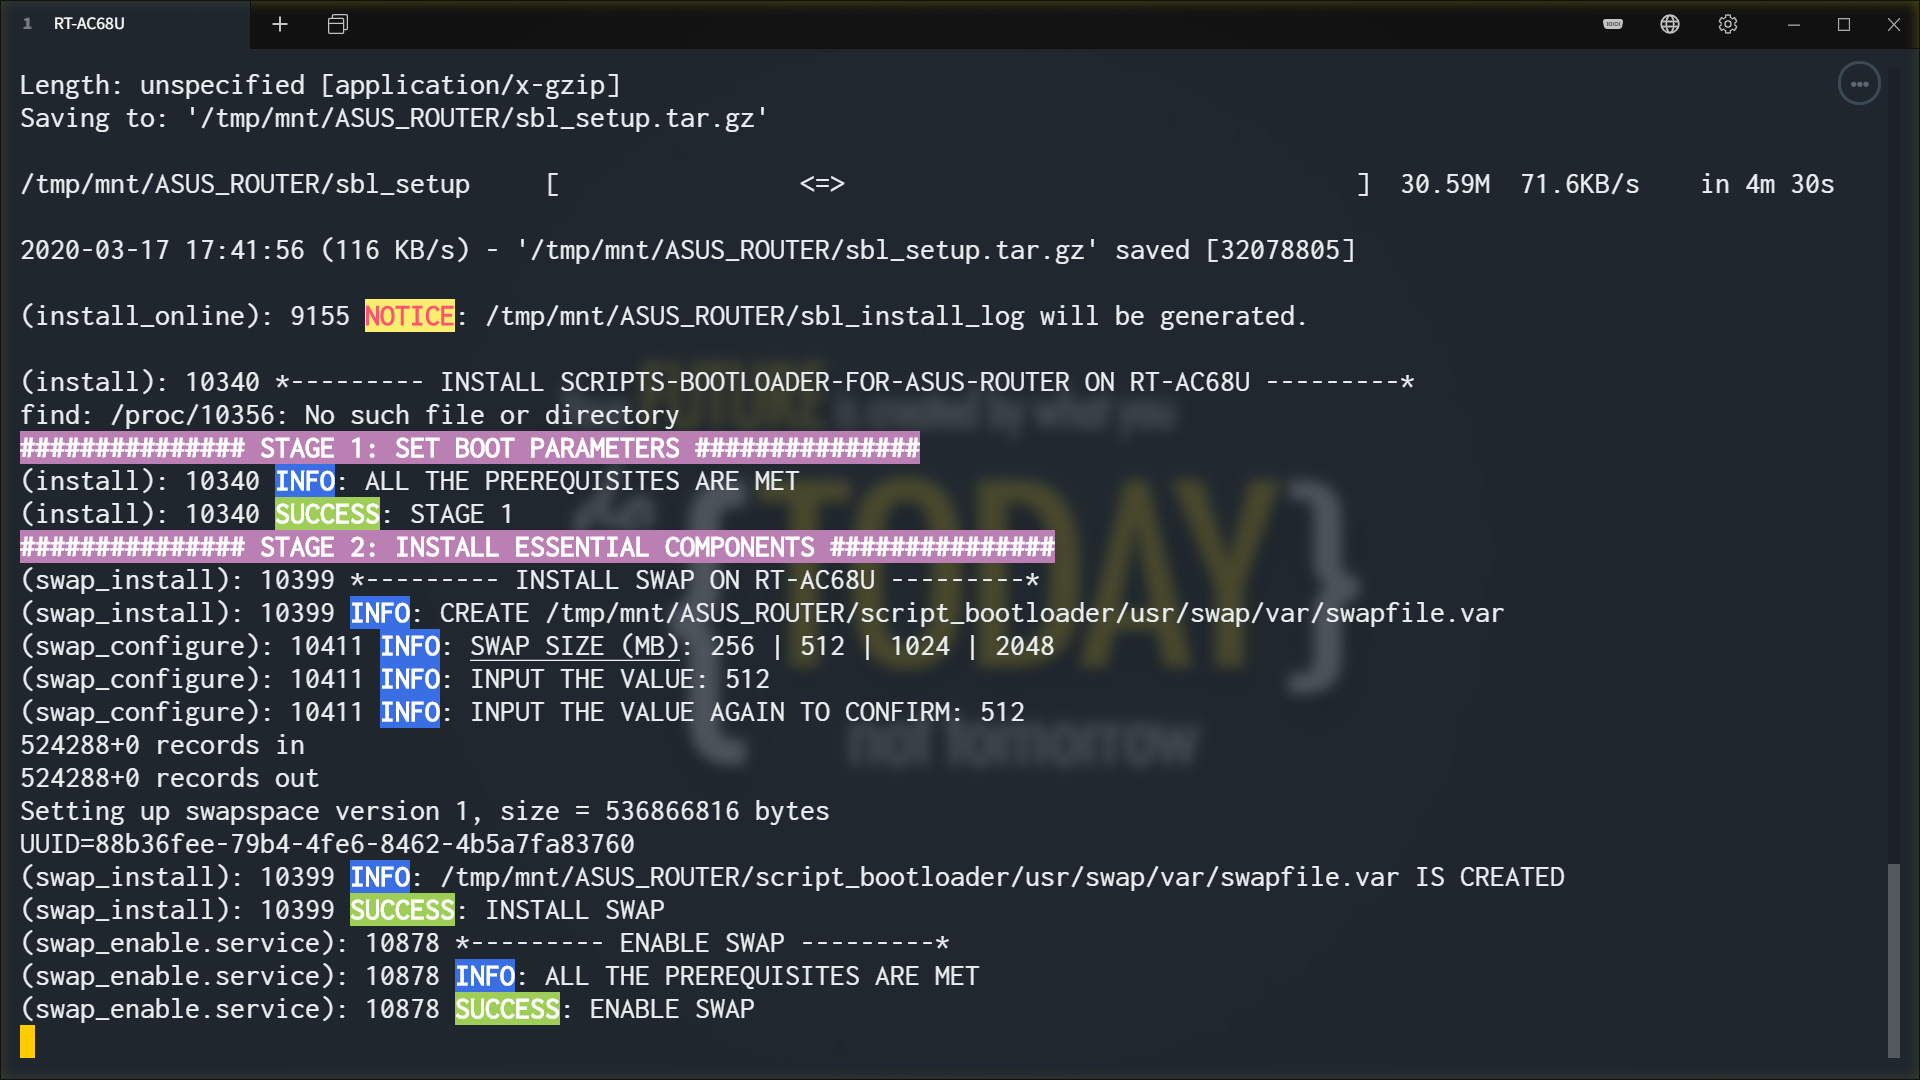 1 RT-AC68U
Length: unspecified [application/x-gzip]
Saving to: '/tmp/mnt/ASUS_ROUTER/sbl_setup.tar.gz'
/tmp/mnt/ASUS_ROUTER/sbl_setup [ <=> ] 30.59M 71.6KB/s in 4m 30s
2020-03-17 17:41:56 (116 KB/s) - '/tmp/mnt/ASUS_ROUTER/sbl_setup.tar.gz' saved [32078805]
(install_online): 9155 NOTICE: /tmp/mnt/ASUS_ROUTER/sbl_install_log will be generated.
(install): 10340 *--------- INSTALL SCRIPTS-BOOTLOADER-FOR-ASUS-ROUTER ON RT-AC68U ---------*
find: /proc/10356: No such file or directory
############### STAGE 1: SET BOOT PARAMETERS ###############
(install): 10340 INFO: ALL THE PREREQUISITES ARE MET
(install): 10340 SUCCESS: STAGE 1
############### STAGE 2: INSTALL ESSENTIAL COMPONENTS ###############
(swap_install): 10399 *--------- INSTALL SWAP ON RT-AC68U ---------*
(swap_install): 10399 INFO: CREATE /tmp/mnt/ASUS_ROUTER/script_bootloader/usr/swap/var/swapfile.var
(swap_configure): 10411 INFO: SWAP SIZE (MB): 256 | 512 | 1024 | 2048
(swap_configure): 10411 INFO: INPUT THE VALUE: 512
(swap_configure): 10411 INFO: INPUT THE VALUE AGAIN TO CONFIRM: 512
524288+0 records in
524288+0 records out
Setting up swapspace version 1, size = 536866816 bytes
UUID=88b36fee-79b4-4fe6-8462-4b5a7fa83760
(swap_install): 10399 INFO: /tmp/mnt/ASUS_ROUTER/script_bootloader/usr/swap/var/swapfile.var IS CREATED
(swap_install): 10399 SUCCESS: INSTALL SWAP
(swap_enable.service): 10878 *--------- ENABLE SWAP ---------*
(swap_enable.service): 10878 INFO: ALL THE PREREQUISITES ARE MET
(swap_enable.service): 10878 SUCCESS: ENABLE SWAP
FUTURE
is created by what you
{TODAY}
not tomorrow